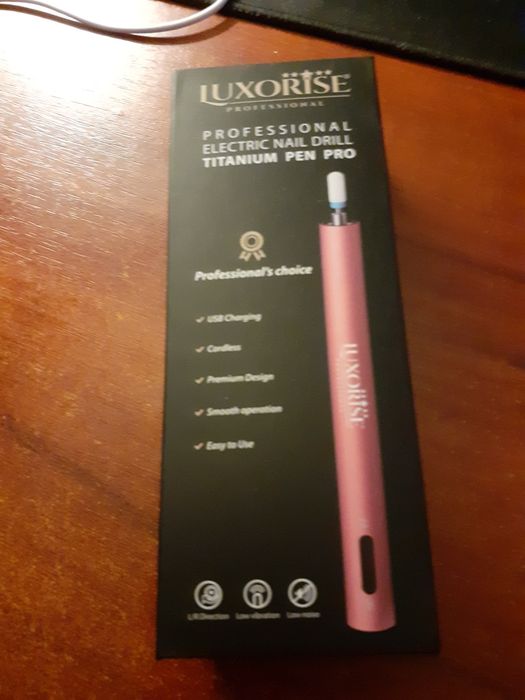 LUXORISE®
PROFESSIONAL
PROFESSIONAL
ELECTRIC NAIL DRILL
TITANIUM PEN PRO
Professional's choice
USB Charging
Cordless
Premium Design
Smooth operation
Easy to Use
LUXORISE
L/R Direction Low vibration Low noise